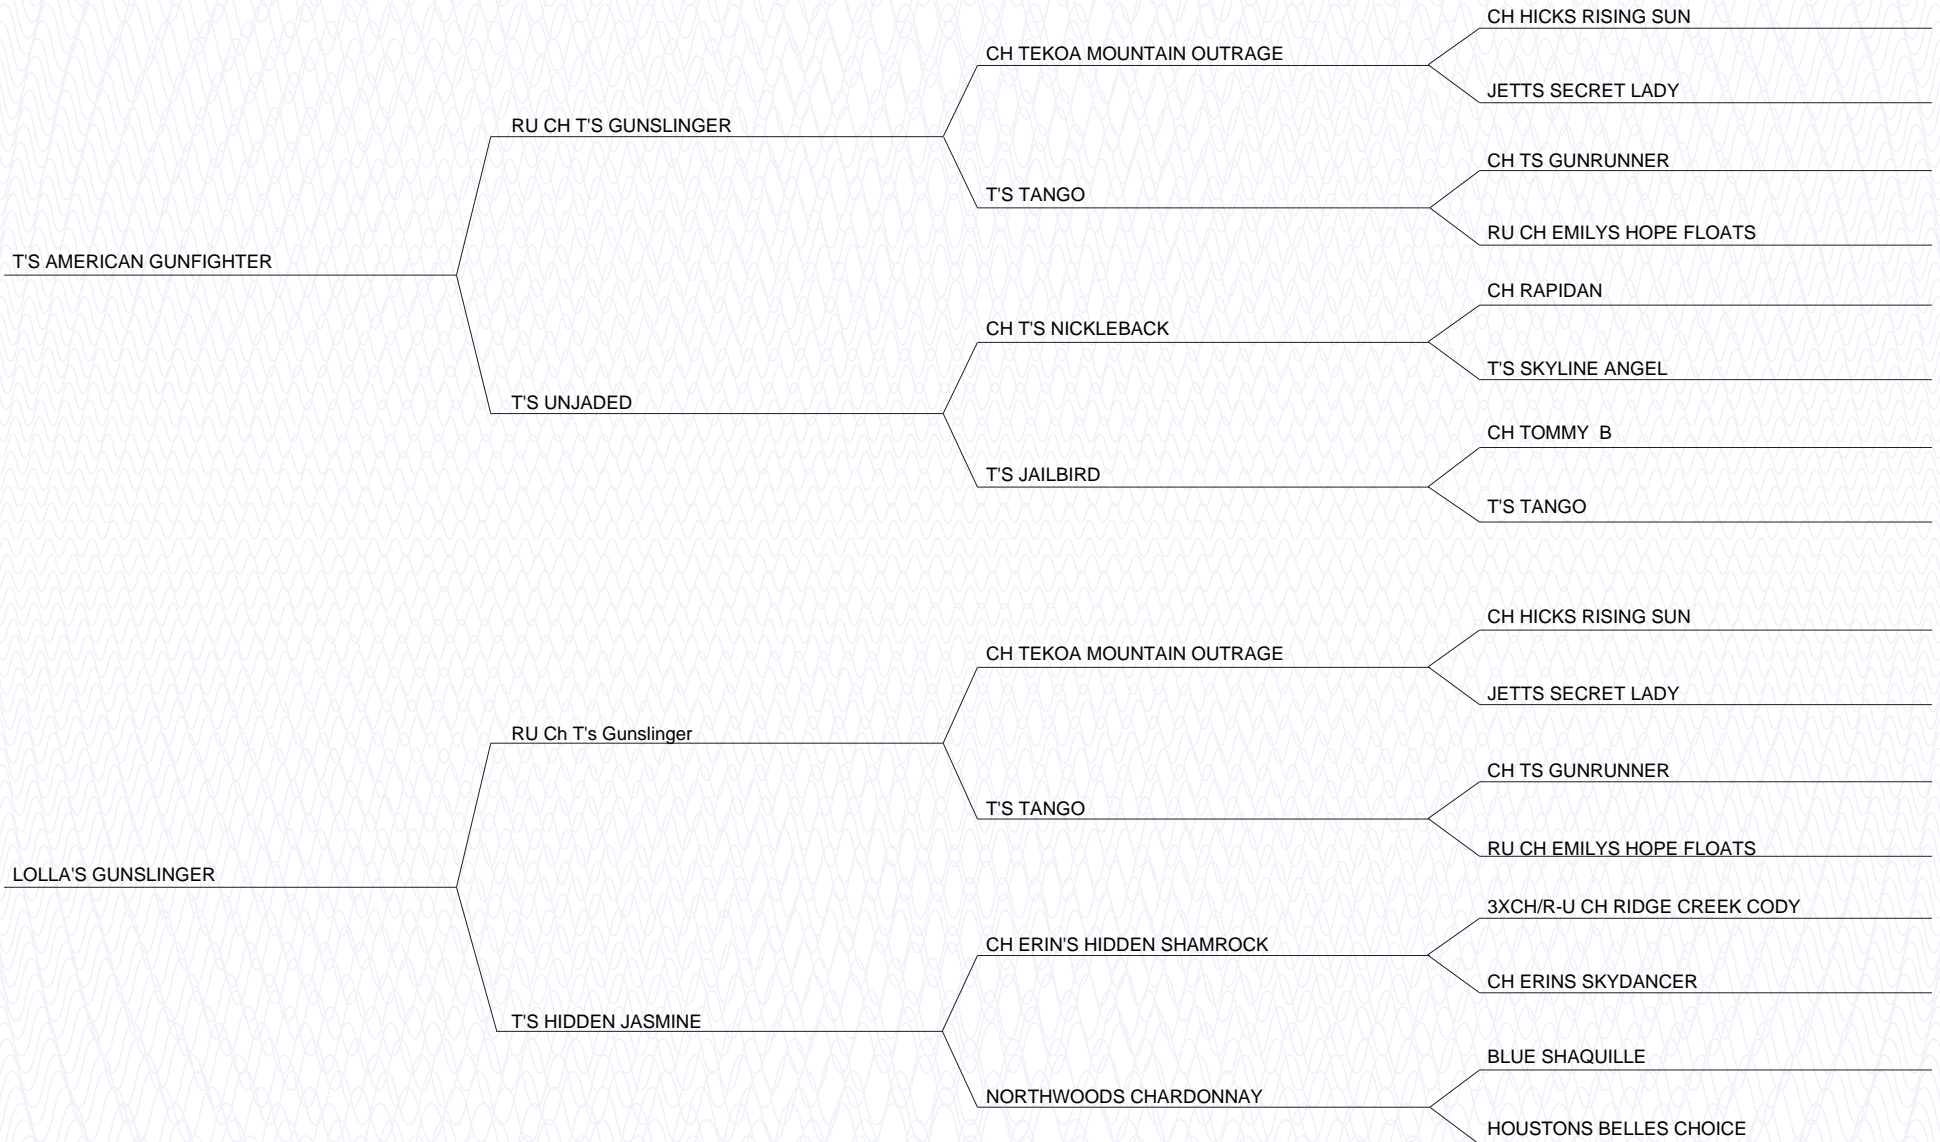 CH HICKS RISING SUN
CH TEKOA MOUNTAIN OUTRAGE
JETTS SECRET LADY
RU CH T'S GUNSLINGER
CH TS GUNRUNNER
T'S TANGO
RU CH EMILYS HOPE FLOATS
T'S AMERICAN GUNFIGHTER
CH RAPIDAN
CH T'S NICKLEBACK
T'S SKYLINE ANGEL
T'S UNJADED
CH TOMMY  B
T'S JAILBIRD
T'S TANGO
CH HICKS RISING SUN
CH TEKOA MOUNTAIN OUTRAGE
JETTS SECRET LADY
RU Ch T's Gunslinger
CH TS GUNRUNNER
T'S TANGO
RU CH EMILYS HOPE FLOATS
LOLLA'S GUNSLINGER
3XCH/R-U CH RIDGE CREEK CODY
CH ERIN'S HIDDEN SHAMROCK
CH ERINS SKYDANCER
T'S HIDDEN JASMINE
BLUE SHAQUILLE
NORTHWOODS CHARDONNAY
HOUSTONS BELLES CHOICE